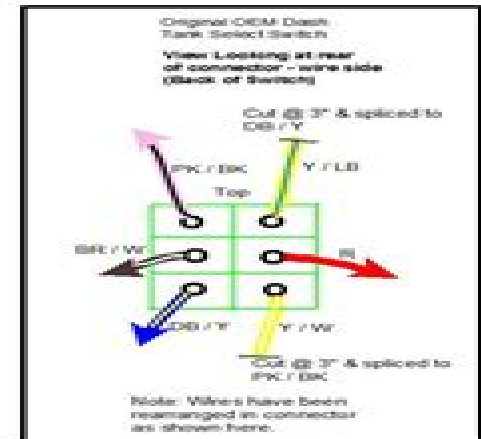 Original OEM Dash
Tank Select Switch
View Looking at rear
of connector - wire side
(Back of Switch)
Cut @ 3" & spliced to
DB / Y
PK / BK
Y / LB
Top
BR / W
R
DB / Y
Y / W
Cut @ 3" & spliced to
PK / BK
Note: Wires have been
rearranged in connector
as shown here.